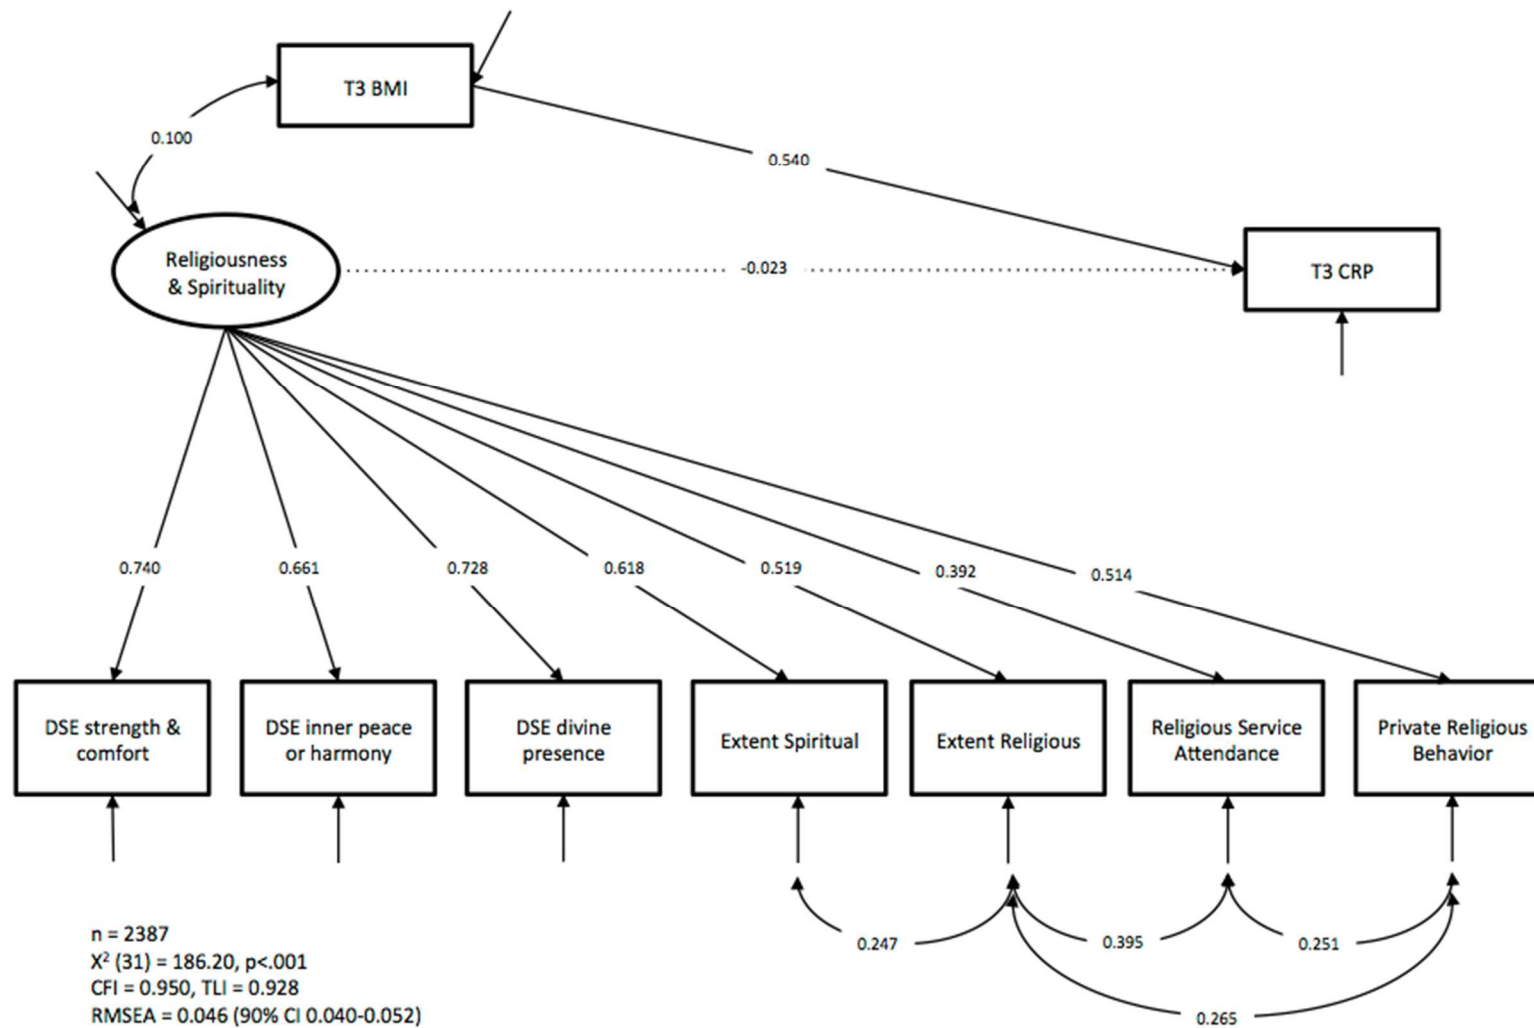 T3 BMI
0.100
0.540
Religiousness
& Spirituality
-0.023
T3 CRP
0.740
0.661
0.728
0.618
0.519
0.392
0.514
DSE strength &
comfort
DSE inner peace
or harmony
DSE divine
presence
Extent Spiritual
Extent Religious
Religious Service
Attendance
Private Religious
Behavior
0.247
0.395
0.251
0.265
n = 2387
X² (31) = 186.20, p<.001
CFI = 0.950, TLI = 0.928
RMSEA = 0.046 (90% CI 0.040-0.052)